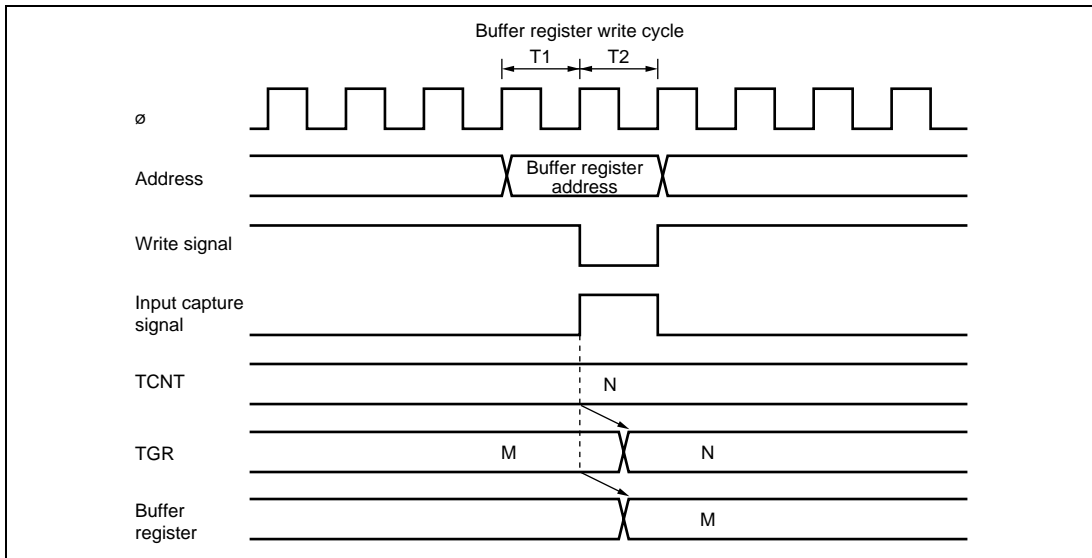 Buffer register write cycle
T1 T2
ø
Address
Buffer register
address
Write signal
Input capture
signal
TCNT
N
TGR
M N
Buffer
register
M